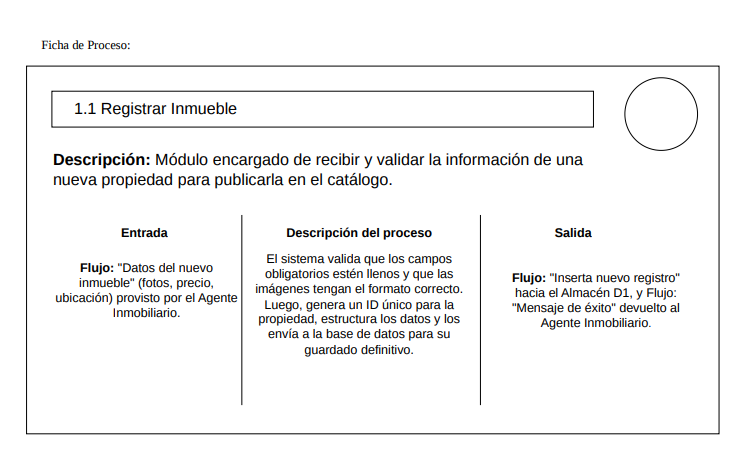 Ficha de Proceso:
1.1 Registrar Inmueble
Descripción: Módulo encargado de recibir y validar la información de una
nueva propiedad para publicarla en el catálogo.
Entrada
Flujo: "Datos del nuevo
inmueble" (fotos, precio,
ubicación) provisto por el Agente
Inmobiliario.
Descripción del proceso
El sistema valida que los campos
obligatorios estén llenos y que las
imágenes tengan el formato correcto.
Luego, genera un ID único para la
propiedad, estructura los datos y los
envía a la base de datos para su
guardado definitivo.
Salida
Flujo: "Inserta nuevo registro"
hacia el Almacén D1, y Flujo:
"Mensaje de éxito" devuelto al
Agente Inmobiliario.